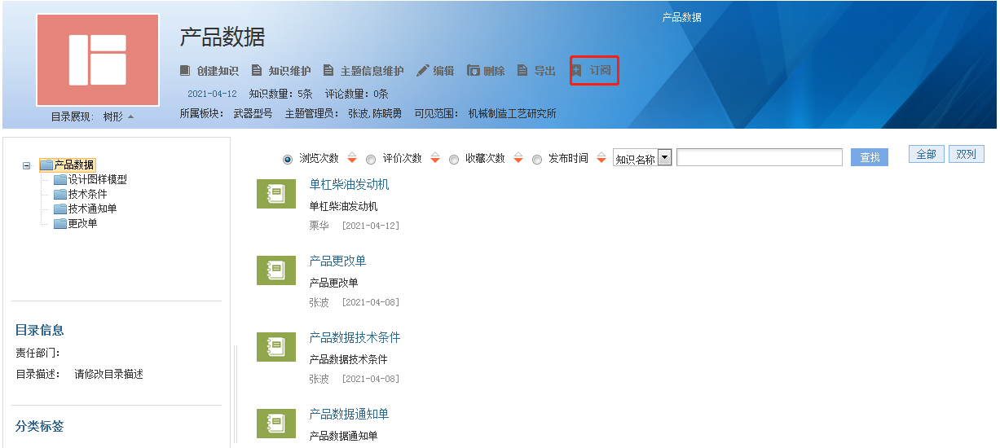 产品数据
产品数据
创建知识 知识维护 主题信息维护 编辑 删除 导出 订阅
2021-04-12 知识数量：5条 评论数量：0条
所属板块： 武器型号 主题管理员： 张波,陈晓勇 可见范围： 机械制造工艺研究所
目录展现： 树形
产品数据
设计图样模型
技术条件
技术通知单
更改单
目录信息
责任部门：
目录描述： 请修改目录描述
分类标签
浏览次数 评价次数 收藏次数 发布时间 知识名称 查找 全部 双列
单杠柴油发动机
单杠柴油发动机
栗华 [2021-04-12]
产品更改单
产品更改单
张波 [2021-04-08]
产品数据技术条件
产品数据技术条件
张波 [2021-04-08]
产品数据通知单
产品数据通知单